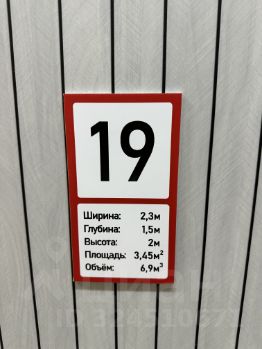 19
Ширина: 2,3м
Глубина: 1,5м
Высота: 2м
Площадь: 3,45м²
Объём: 6,9м³